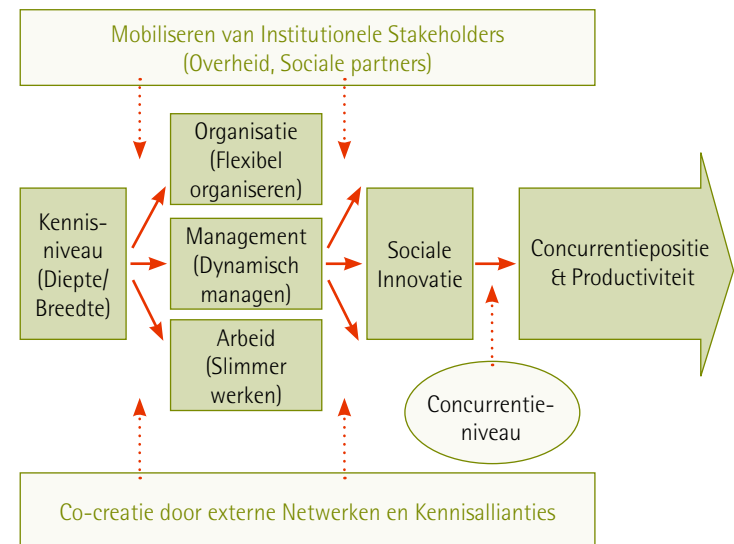 Mobiliseren van Institutionele Stakeholders
(Overheid, Sociale partners)
Kennis-
niveau
(Diepte/
Breedte)
Organisatie
(Flexibel
organiseren)
Management
(Dynamisch
managen)
Arbeid
(Slimmer
werken)
Sociale
Innovatie
Concurrentiepositie
& Productiviteit
Concurrentie-
niveau
Co-creatie door externe Netwerken en Kennisallianties